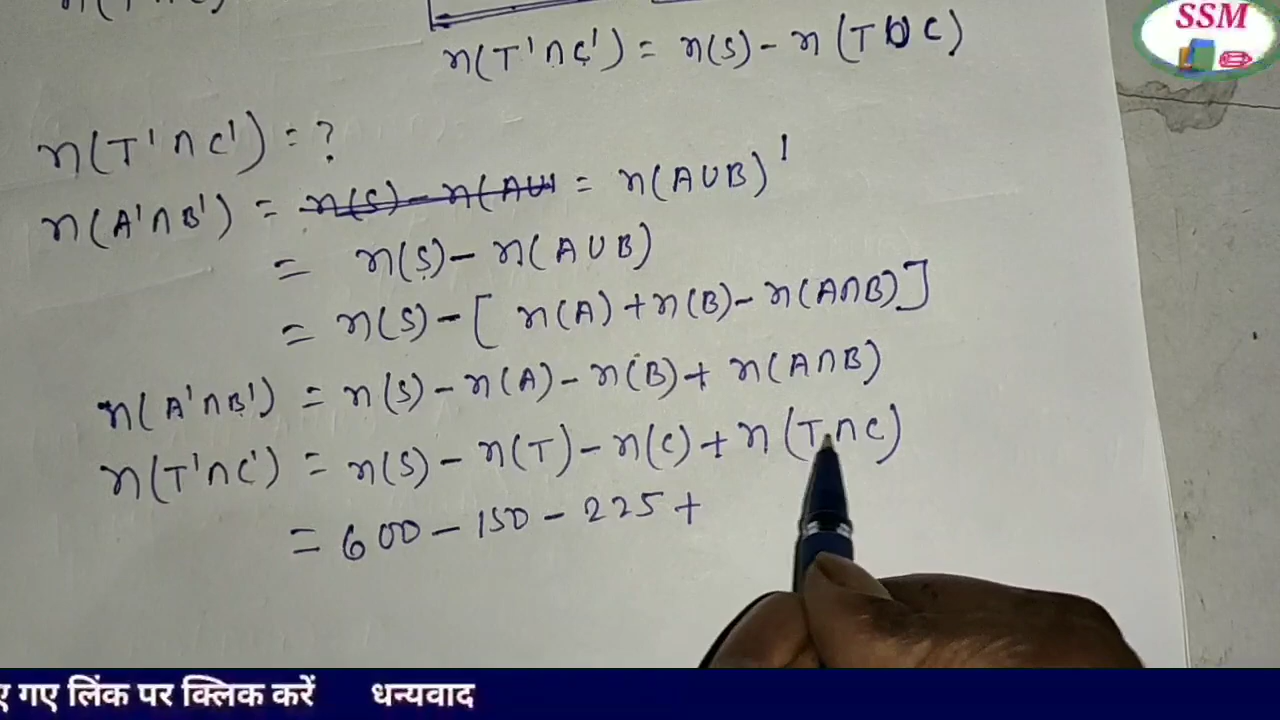 SSM
n(T'∩C') = n(S) - n(T∪C)
n(T'∩C') = ?
n(A'∩B') = n(S) - n(A∪ = n(A∪B)'
= n(S) - n(A∪B)
= n(S) - [ n(A) + n(B) - n(A∩B) ]
n(A'∩B') = n(S) - n(A) - n(B) + n(A∩B)
n(T'∩C') = n(S) - n(T) - n(C) + n(T∩C)
= 600 - 150 - 225 +
गए लिंक पर क्लिक करें धन्यवाद